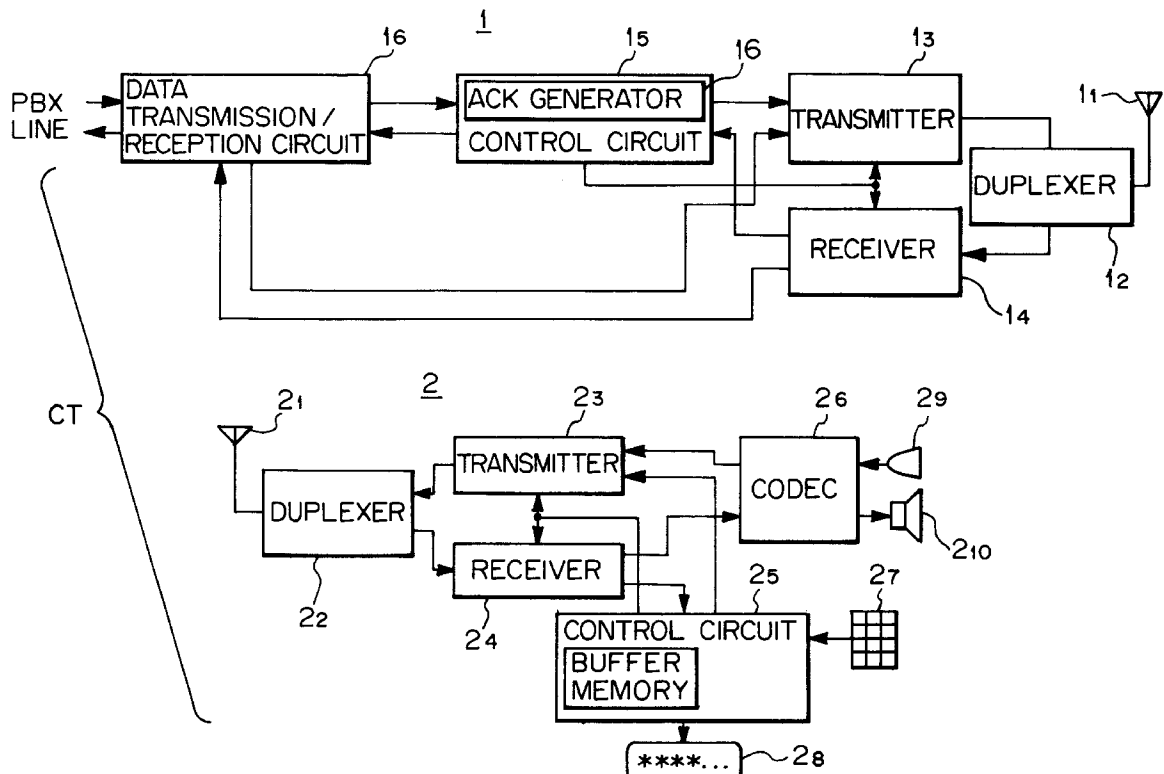 1
16
15
16
13
11
PBX
LINE
DATA
TRANSMISSION/
RECEPTION CIRCUIT
ACK GENERATOR
CONTROL CIRCUIT
TRANSMITTER
DUPLEXER
RECEIVER
12
14
CT
2
21
23
26
29
TRANSMITTER
CODEC
DUPLEXER
RECEIVER
210
22
24
25
27
CONTROL CIRCUIT
BUFFER
MEMORY
****...
28